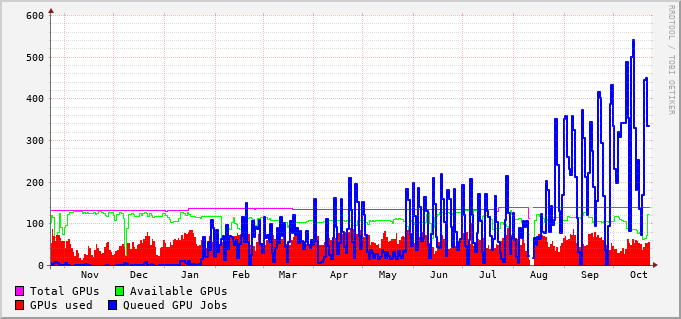 600
500
400
300
200
100
0
Nov Dec Jan Feb Mar Apr May Jun Jul Aug Sep Oct
Total GPUs Available GPUs
GPUs used Queued GPU Jobs
RRDTOOL / TOBI OETIKER